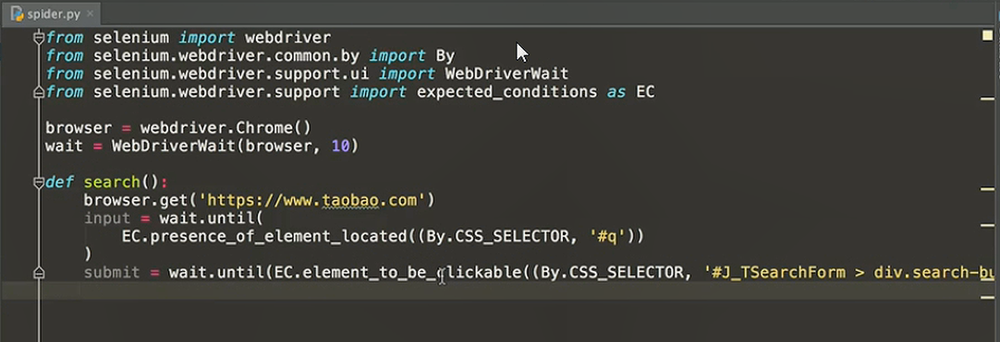 spider.py
from selenium import webdriver
from selenium.webdriver.common.by import By
from selenium.webdriver.support.ui import WebDriverWait
from selenium.webdriver.support import expected_conditions as EC
browser = webdriver.Chrome()
wait = WebDriverWait(browser, 10)
def search():
browser.get('https://www.taobao.com')
input = wait.until(
EC.presence_of_element_located((By.CSS_SELECTOR, '#q'))
)
submit = wait.until(EC.element_to_be_clickable((By.CSS_SELECTOR, '#J_TSearchForm > div.search-bu